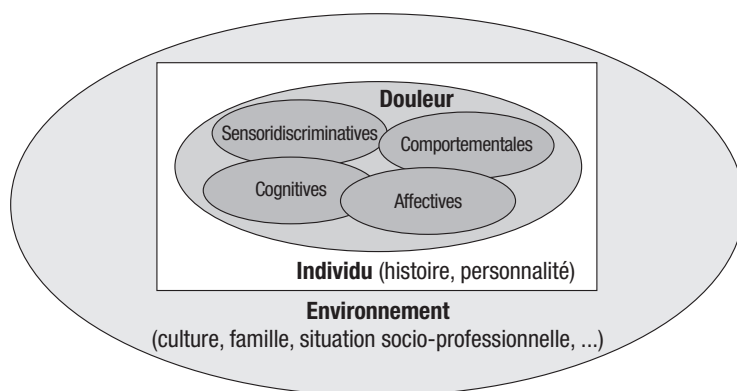 Douleur
Sensoridiscriminatives
Comportementales
Cognitives
Affectives
Individu (histoire, personnalité)
Environnement
(culture, famille, situation socio-professionnelle, ...)